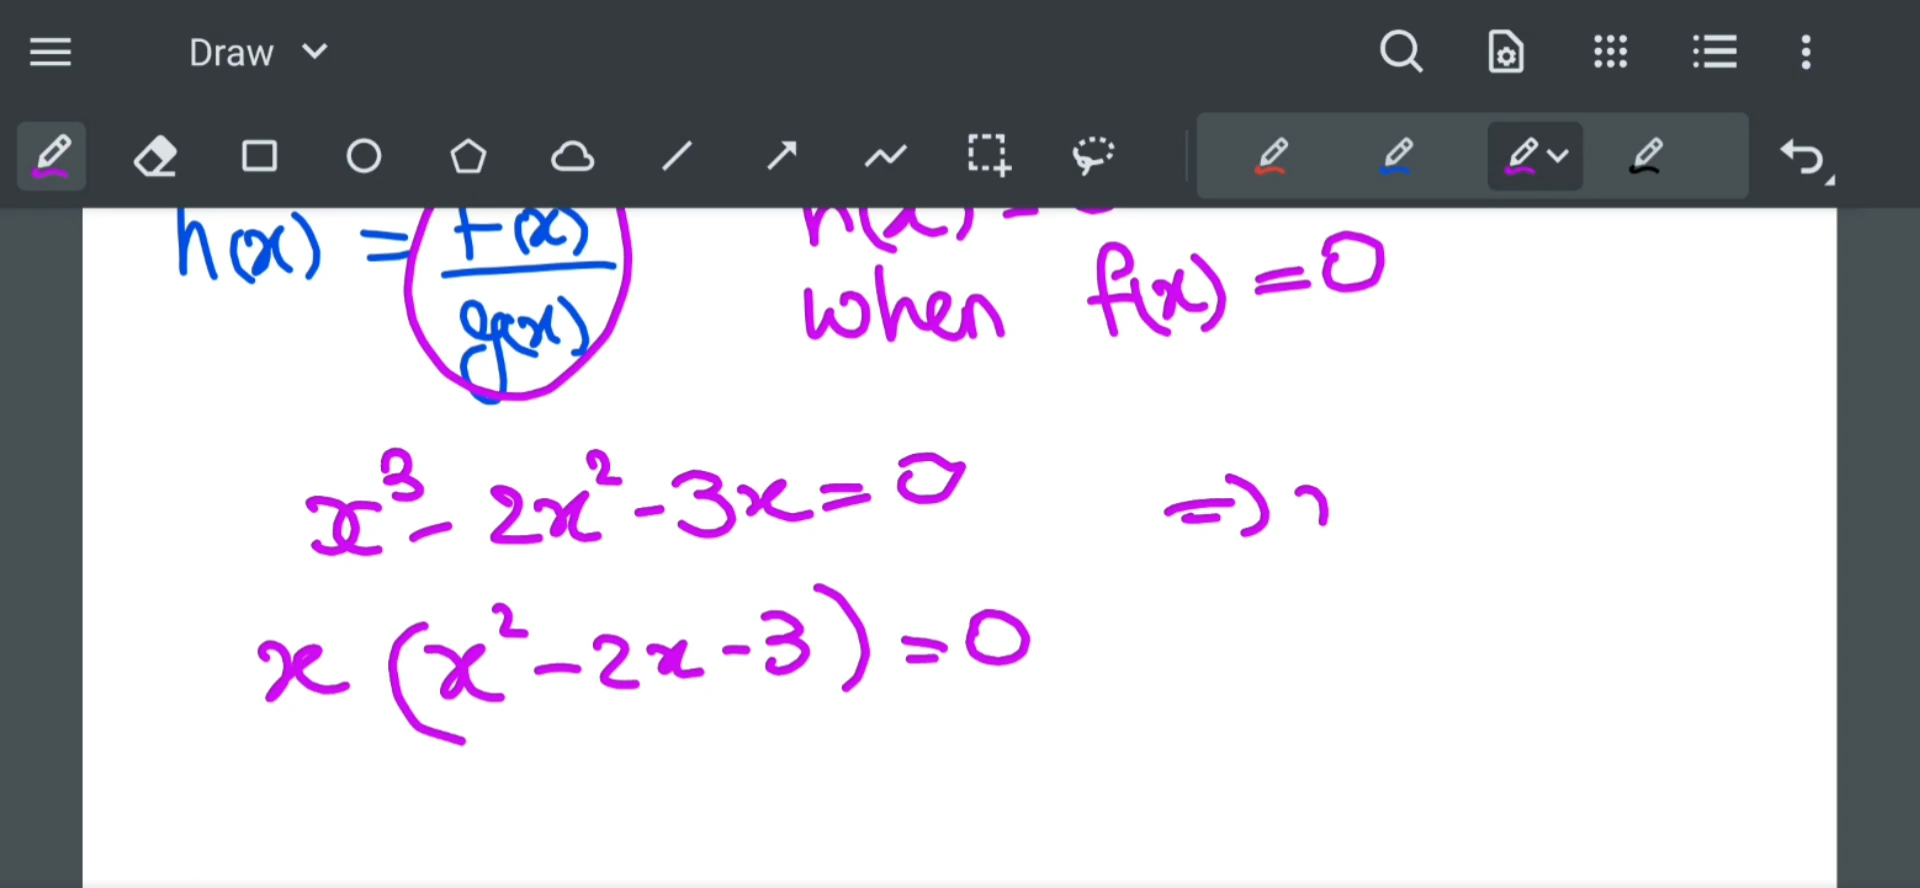 Draw
h(x) = f(x)/g(x)
h(x) =
when f(x) = 0
x³ - 2x² - 3x = 0 ⇒
x (x² - 2x - 3) = 0